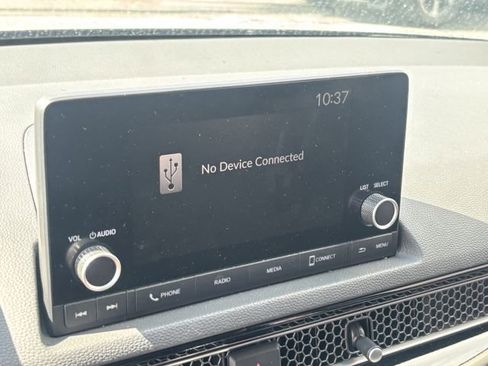 10:37
No Device Connected
LIST SELECT
VOL AUDIO
PHONE RADIO MEDIA CONNECT MENU